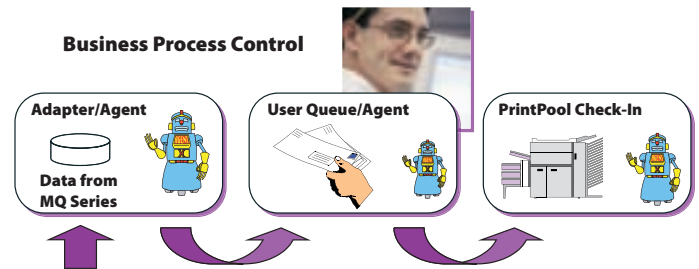 Business Process Control
Adapter/Agent
Data from
MQ Series
User Queue/Agent
PrintPool Check-In